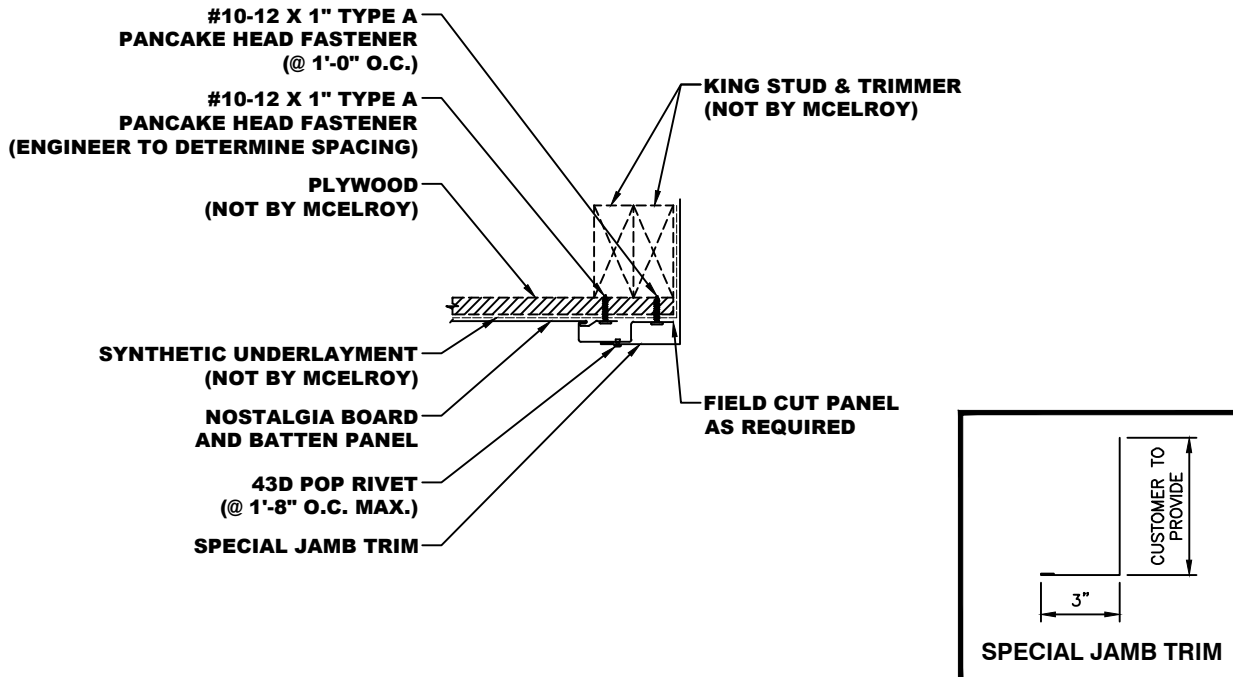 #10-12 X 1" TYPE A
PANCAKE HEAD FASTENER
(@ 1'-0" O.C.)
#10-12 X 1" TYPE A
PANCAKE HEAD FASTENER
(ENGINEER TO DETERMINE SPACING)
PLYWOOD
(NOT BY MCELROY)
SYNTHETIC UNDERLAYMENT
(NOT BY MCELROY)
NOSTALGIA BOARD
AND BATTEN PANEL
43D POP RIVET
(@ 1'-8" O.C. MAX.)
SPECIAL JAMB TRIM
KING STUD & TRIMMER
(NOT BY MCELROY)
FIELD CUT PANEL
AS REQUIRED
CUSTOMER TO
PROVIDE
3"
SPECIAL JAMB TRIM